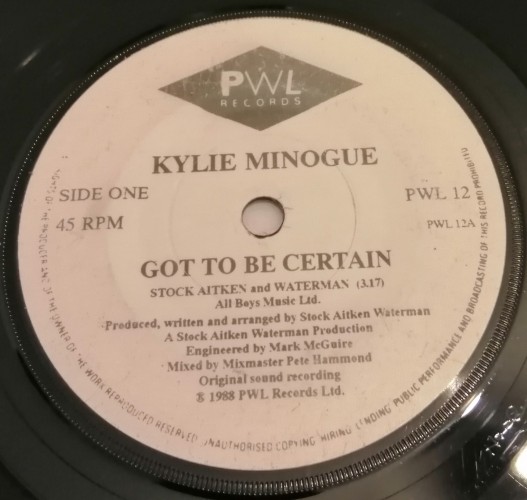 PWL
RECORDS
KYLIE MINOGUE
SIDE ONE
45 RPM
PWL 12
PWL 12A
GOT TO BE CERTAIN
STOCK AITKEN and WATERMAN (3.17)
All Boys Music Ltd.
Produced, written and arranged by Stock Aitken Waterman
A Stock Aitken Waterman Production
Engineered by Mark McGuire
Mixed by Mixmaster Pete Hammond
Original sound recording
℗ 1988 PWL Records Ltd.
WORK REPRODUCED RESERVED UNAUTHORISED COPYING HIRING LENDING PUBLIC PERFORMANCE AND BROADCASTING OF THIS RECORD PROHIBITED